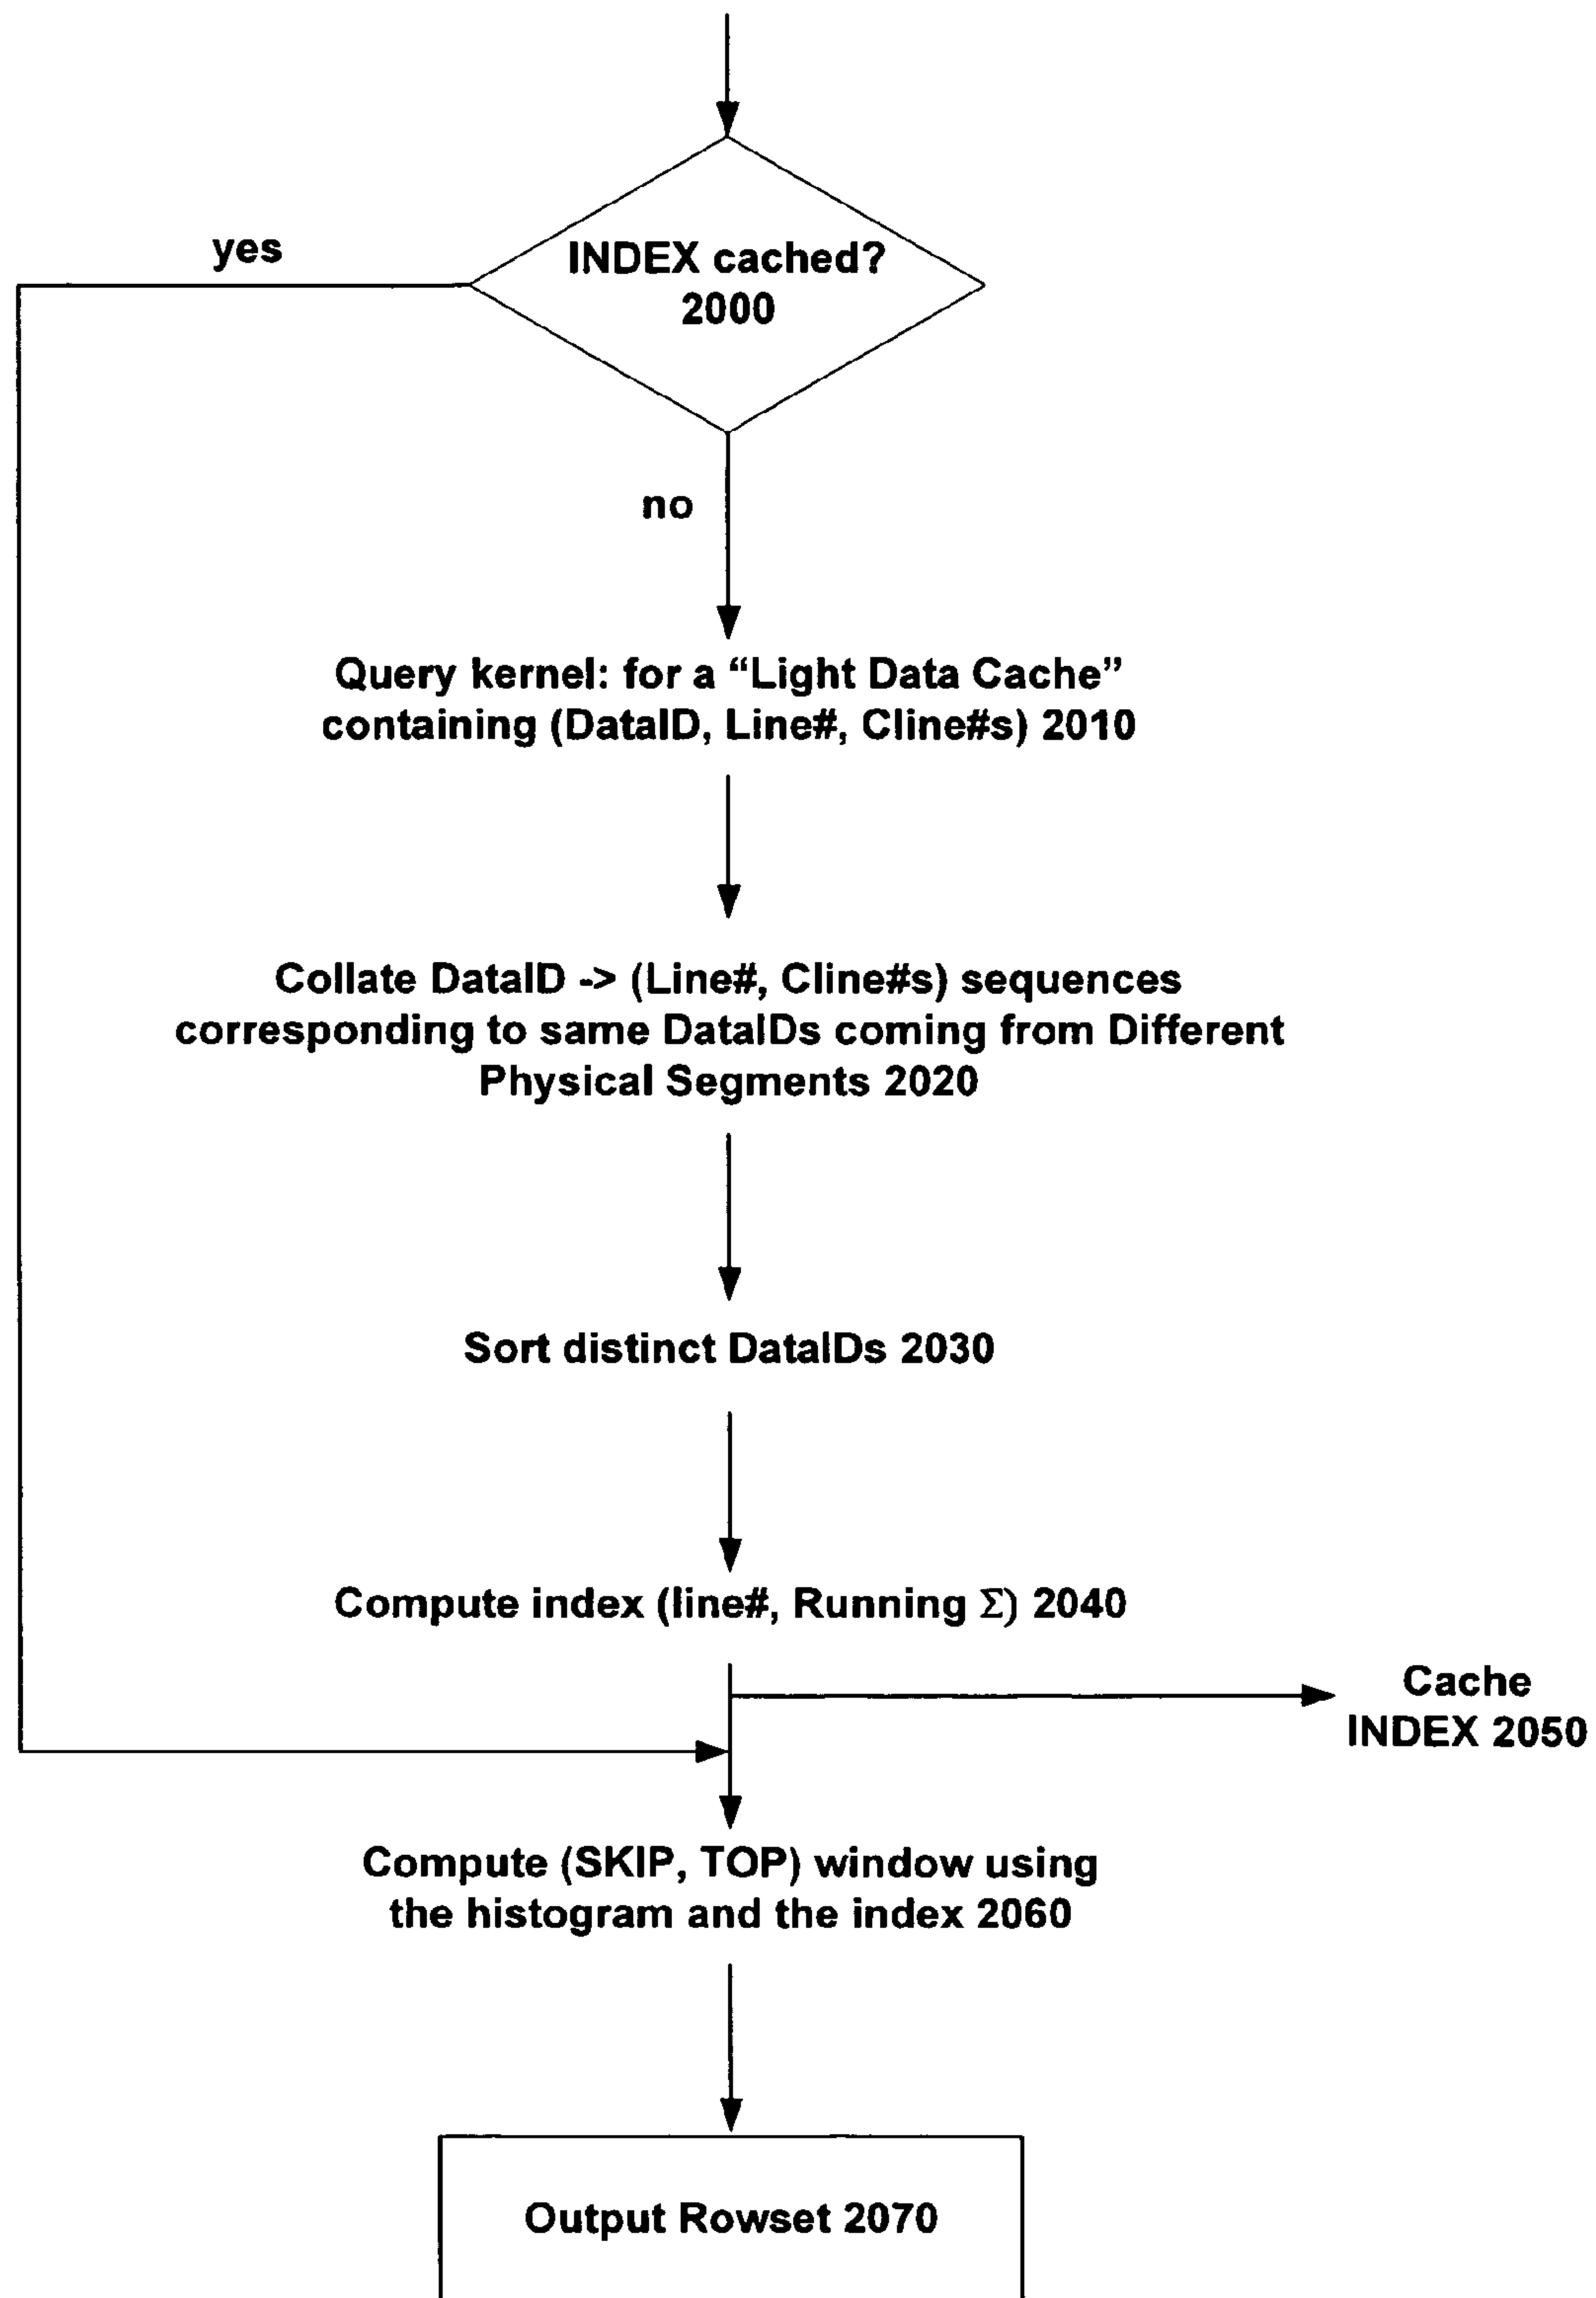 INDEX cached?
2000
yes
no
Query kernel: for a “Light Data Cache”
containing (DataID, Line#, Cline#s) 2010
Collate DataID -> (Line#, Cline#s) sequences
corresponding to same DataIDs coming from Different
Physical Segments 2020
Sort distinct DataIDs 2030
Compute index (line#, Running Σ) 2040
Cache
INDEX 2050
Compute (SKIP, TOP) window using
the histogram and the index 2060
Output Rowset 2070